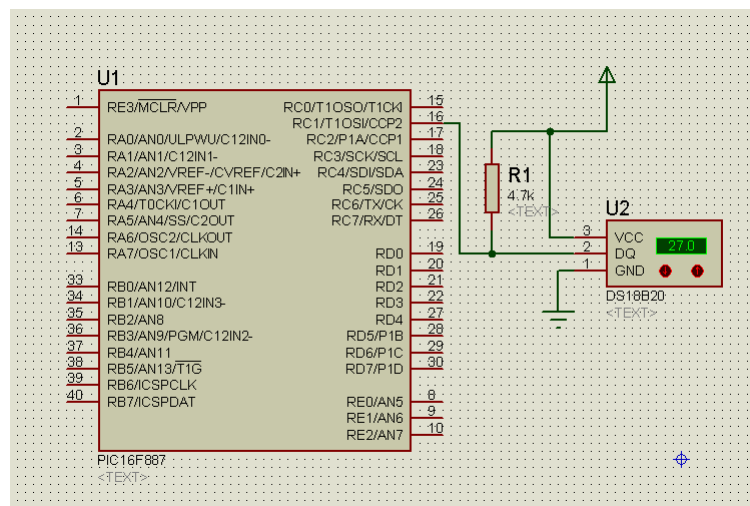 U1
1 RE3/MCLR/VPP RC0/T1OSO/T1CKI 15
RC1/T1OSI/CCP2 16
2 RA0/AN0/ULPWU/C12IN0- RC2/P1A/CCP1 17
3 RA1/AN1/C12IN1- RC3/SCK/SCL 18
4 RA2/AN2/VREF-/CVREF/C2IN+ RC4/SDI/SDA 23
5 RA3/AN3/VREF+/C1IN+ RC5/SDO 24
6 RA4/T0CKI/C1OUT RC6/TX/CK 25
7 RA5/AN4/SS/C2OUT RC7/RX/DT 26
14 RA6/OSC2/CLKOUT
13 RA7/OSC1/CLKIN RD0 19
RD1 20
33 RB0/AN12/INT RD2 21
34 RB1/AN10/C12IN3- RD3 22
35 RB2/AN8 RD4 27
36 RB3/AN9/PGM/C12IN2- RD5/P1B 28
37 RB4/AN11 RD6/P1C 29
38 RB5/AN13/T1G RD7/P1D 30
39 RB6/ICSPCLK
40 RB7/ICSPDAT RE0/AN5 8
RE1/AN6 9
RE2/AN7 10
PIC16F887
<TEXT>
R1
4.7k
<TEXT>
U2
3 VCC 27.0
2 DQ
1 GND
DS18B20
<TEXT>